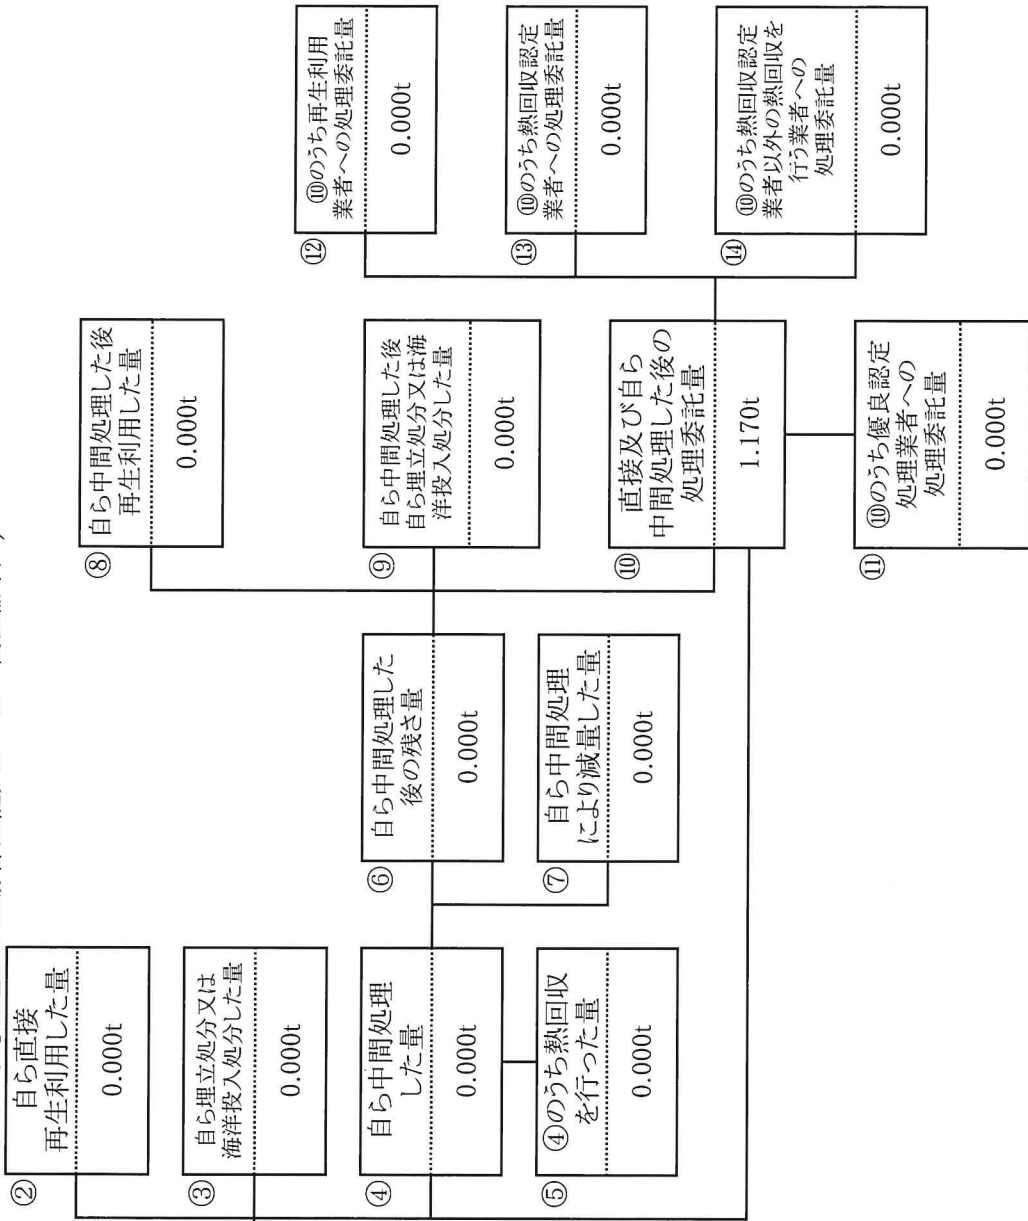 ②
自ら直接
再生利用した量
0.000t
③
自ら埋立処分又は
海洋投入処分した量
0.000t
④
自ら中間処理
した量
0.000t
⑤
④のうち熱回収
を行った量
0.000t
⑥
自ら中間処理した
後の残さ量
0.000t
⑦
自ら中間処理
により減量した量
0.000t
⑧
自ら中間処理した後
再生利用した量
0.000t
⑨
自ら中間処理した後
自ら埋立処分又は海
洋投入処分した量
0.000t
⑩
直接及び自ら
中間処理した後の
処理委託量
1.170t
⑪
⑩のうち優良認定
処理業者への
処理委託量
0.000t
⑫
⑩のうち再生利用
業者への処理委託量
0.000t
⑬
⑩のうち熱回収認定
業者への処理委託量
0.000t
⑭
⑩のうち熱回収認定
業者以外の熱回収を
行う業者への
処理委託量
0.000t